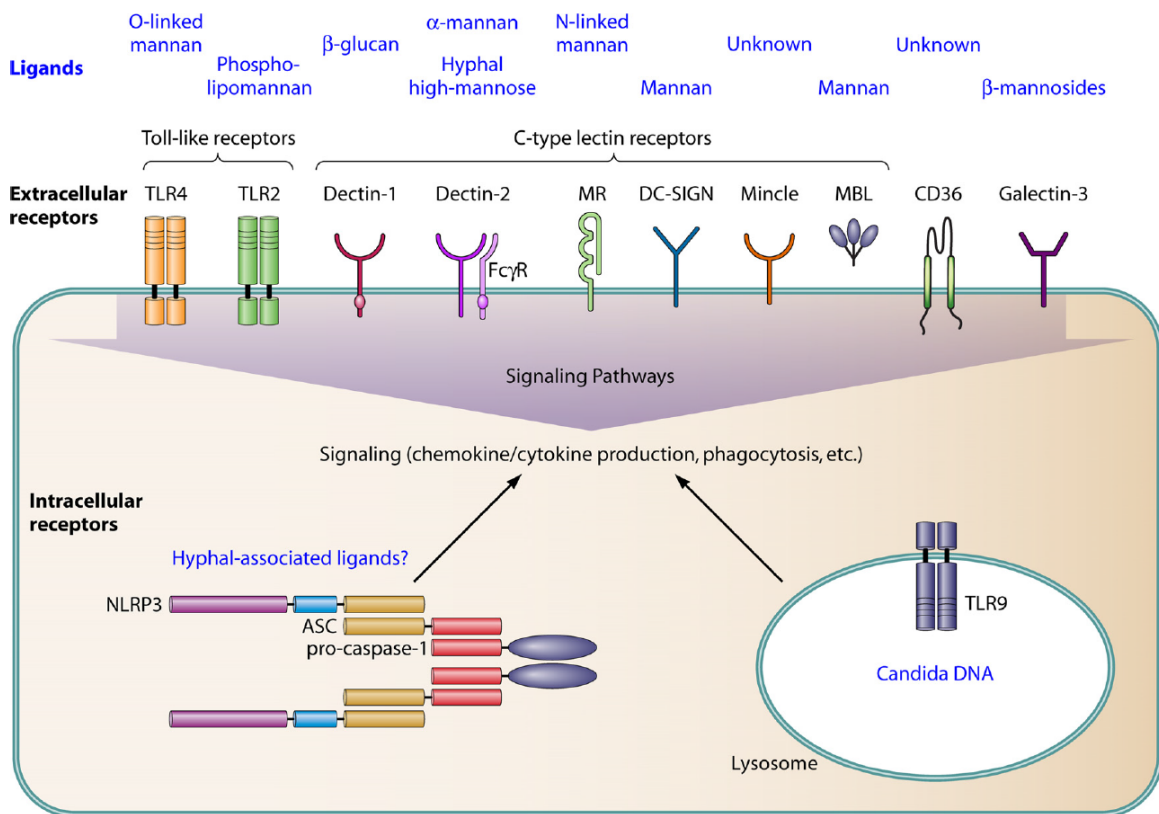 O-linked
mannan
α-mannan
N-linked
mannan
β-glucan
Unknown
Unknown
Ligands
Phospho-
lipomannan
Hyphal
high-mannose
Mannan
Mannan
β-mannosides
Toll-like receptors
C-type lectin receptors
Extracellular
receptors
TLR4
TLR2
Dectin-1
Dectin-2
MR
DC-SIGN
Mincle
MBL
CD36
Galectin-3
FcγR
Signaling Pathways
Signaling (chemokine/cytokine production, phagocytosis, etc.)
Intracellular
receptors
Hyphal-associated ligands?
NLRP3
ASC
pro-caspase-1
TLR9
Candida DNA
Lysosome